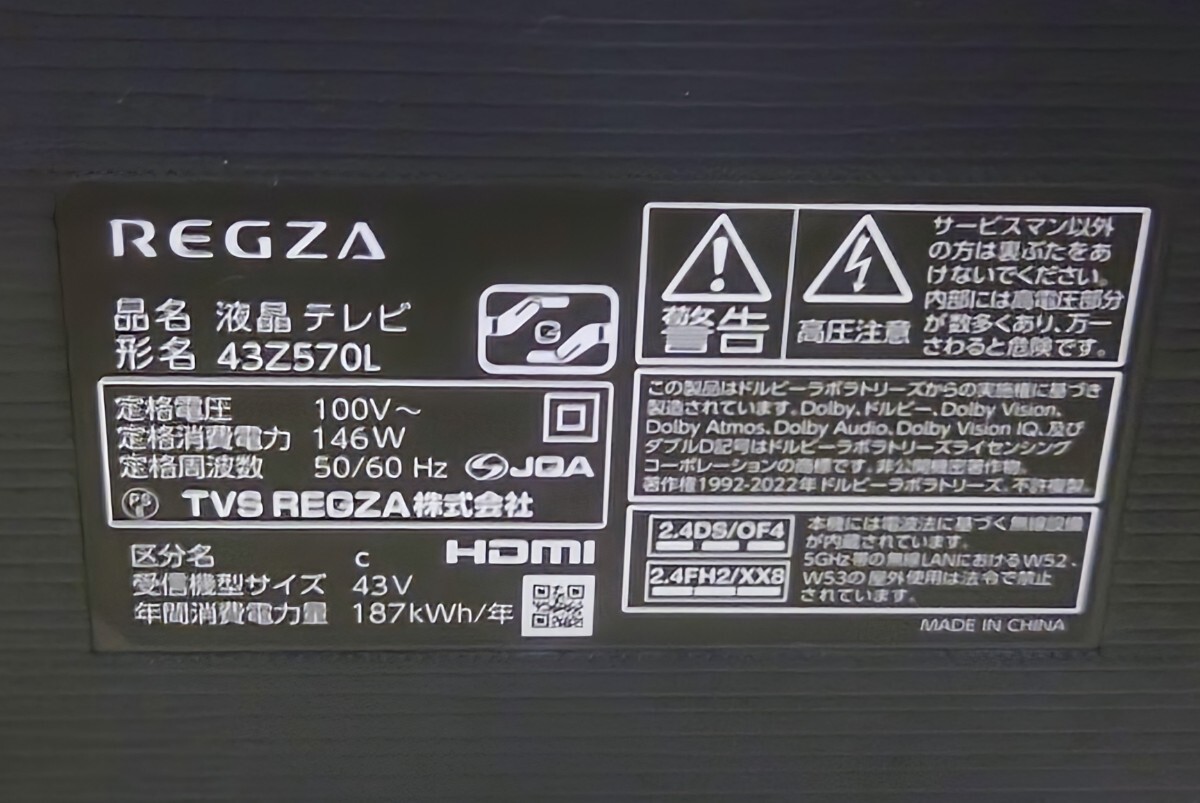 REGZA
品名 液晶テレビ
形名 43Z570L
G
定格電圧 100V～
定格消費電力 146W
定格周波数 50/60 Hz JQA
PS E
TVS REGZA株式会社
区分名 c HDMI
受信機型サイズ 43V
年間消費電力量 187kWh/年
警告
高圧注意
サービスマン以外
の方は裏ぶたをあ
けないでください。
内部には高電圧部分
が数多くあり、万一
さわると危険です。
この製品はドルビーラボラトリーズからの実施権に基づき
製造されています。Dolby、ドルビー、Dolby Vision、
Dolby Atmos、Dolby Audio、Dolby Vision IQ、及び
ダブルD記号はドルビーラボラトリーズライセンシング
コーポレーションの商標です。非公開機密著作物。
著作権1992-2022年ドルビーラボラトリーズ。不許複製。
2.4DS/OF4
2.4FH2/XX8
本機には電波法に基づく無線設備
が内蔵されています。
5GHz帯の無線LANにおけるW52、
W53の屋外使用は法令で禁止
されています。
MADE IN CHINA